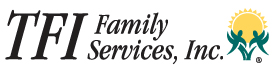 TFI Family
Services, Inc.
®